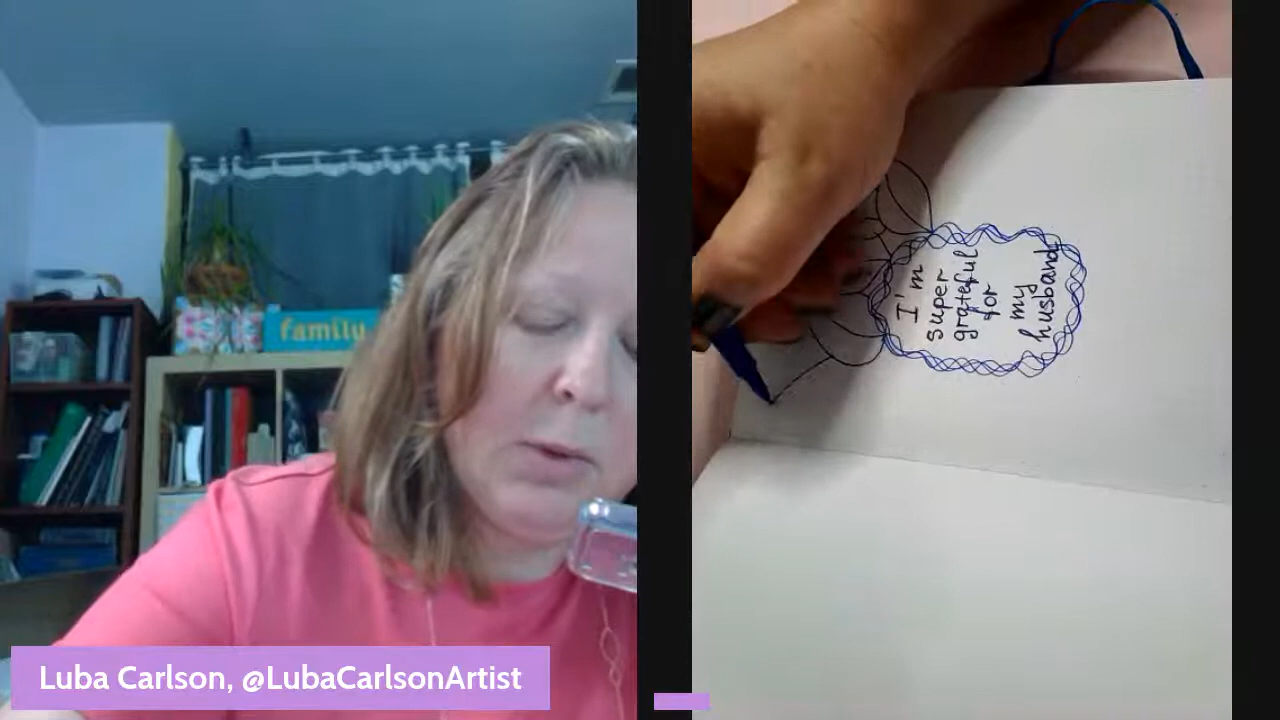 family
Luba Carlson, @LubaCarlsonArtist
I'm
super
grateful
for
my
husband